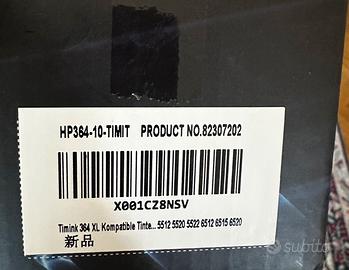 HP364-10-TIMIT PRODUCT NO.82307202
X001CZ8NSV
Timink 364 XL Kompatible Tinte... 5512 5520 5522 6512 6515 6520
新品
subito